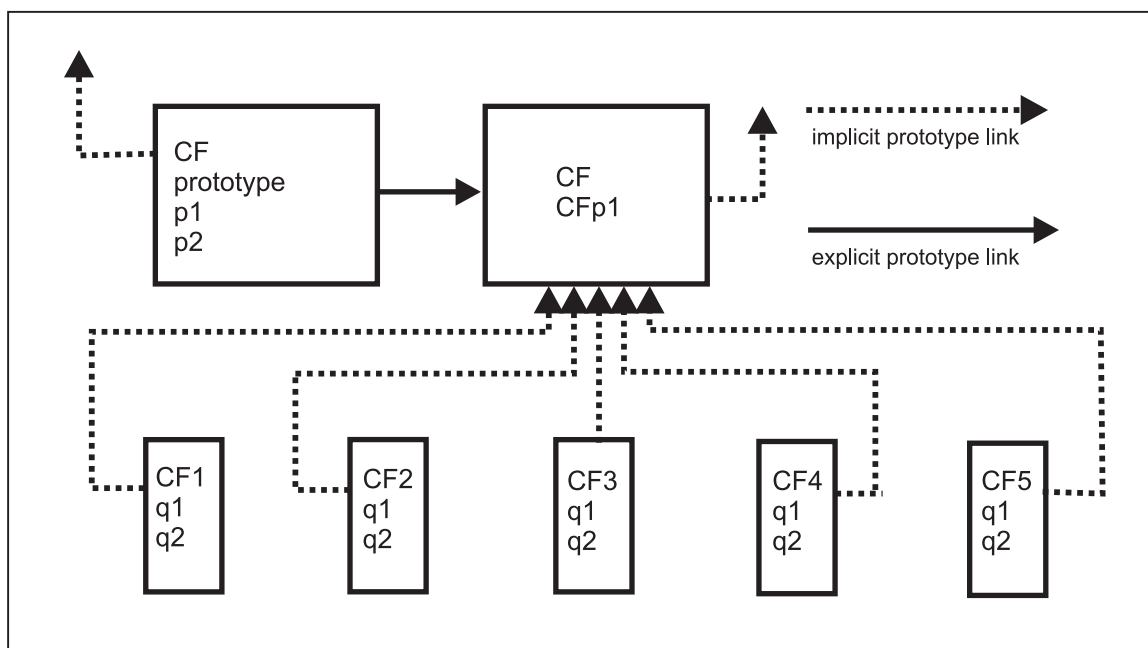 CF
prototype
p1
p2
CF
CFp1
implicit prototype link
explicit prototype link
CF1
q1
q2
CF2
q1
q2
CF3
q1
q2
CF4
q1
q2
CF5
q1
q2